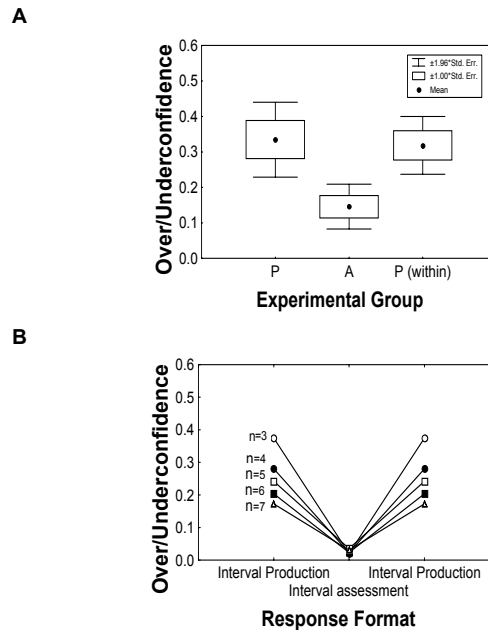 A
Over/Underconfidence
0.6
0.5
0.4
0.3
0.2
0.1
0.0
±1.96*Std. Err.
±1.00*Std. Err.
Mean
P A P (within)
Experimental Group
B
Over/Underconfidence
0.6
0.5
0.4
0.3
0.2
0.1
0.0
n=3
n=4
n=5
n=6
n=7
Interval Production Interval Production
Interval assessment
Response Format